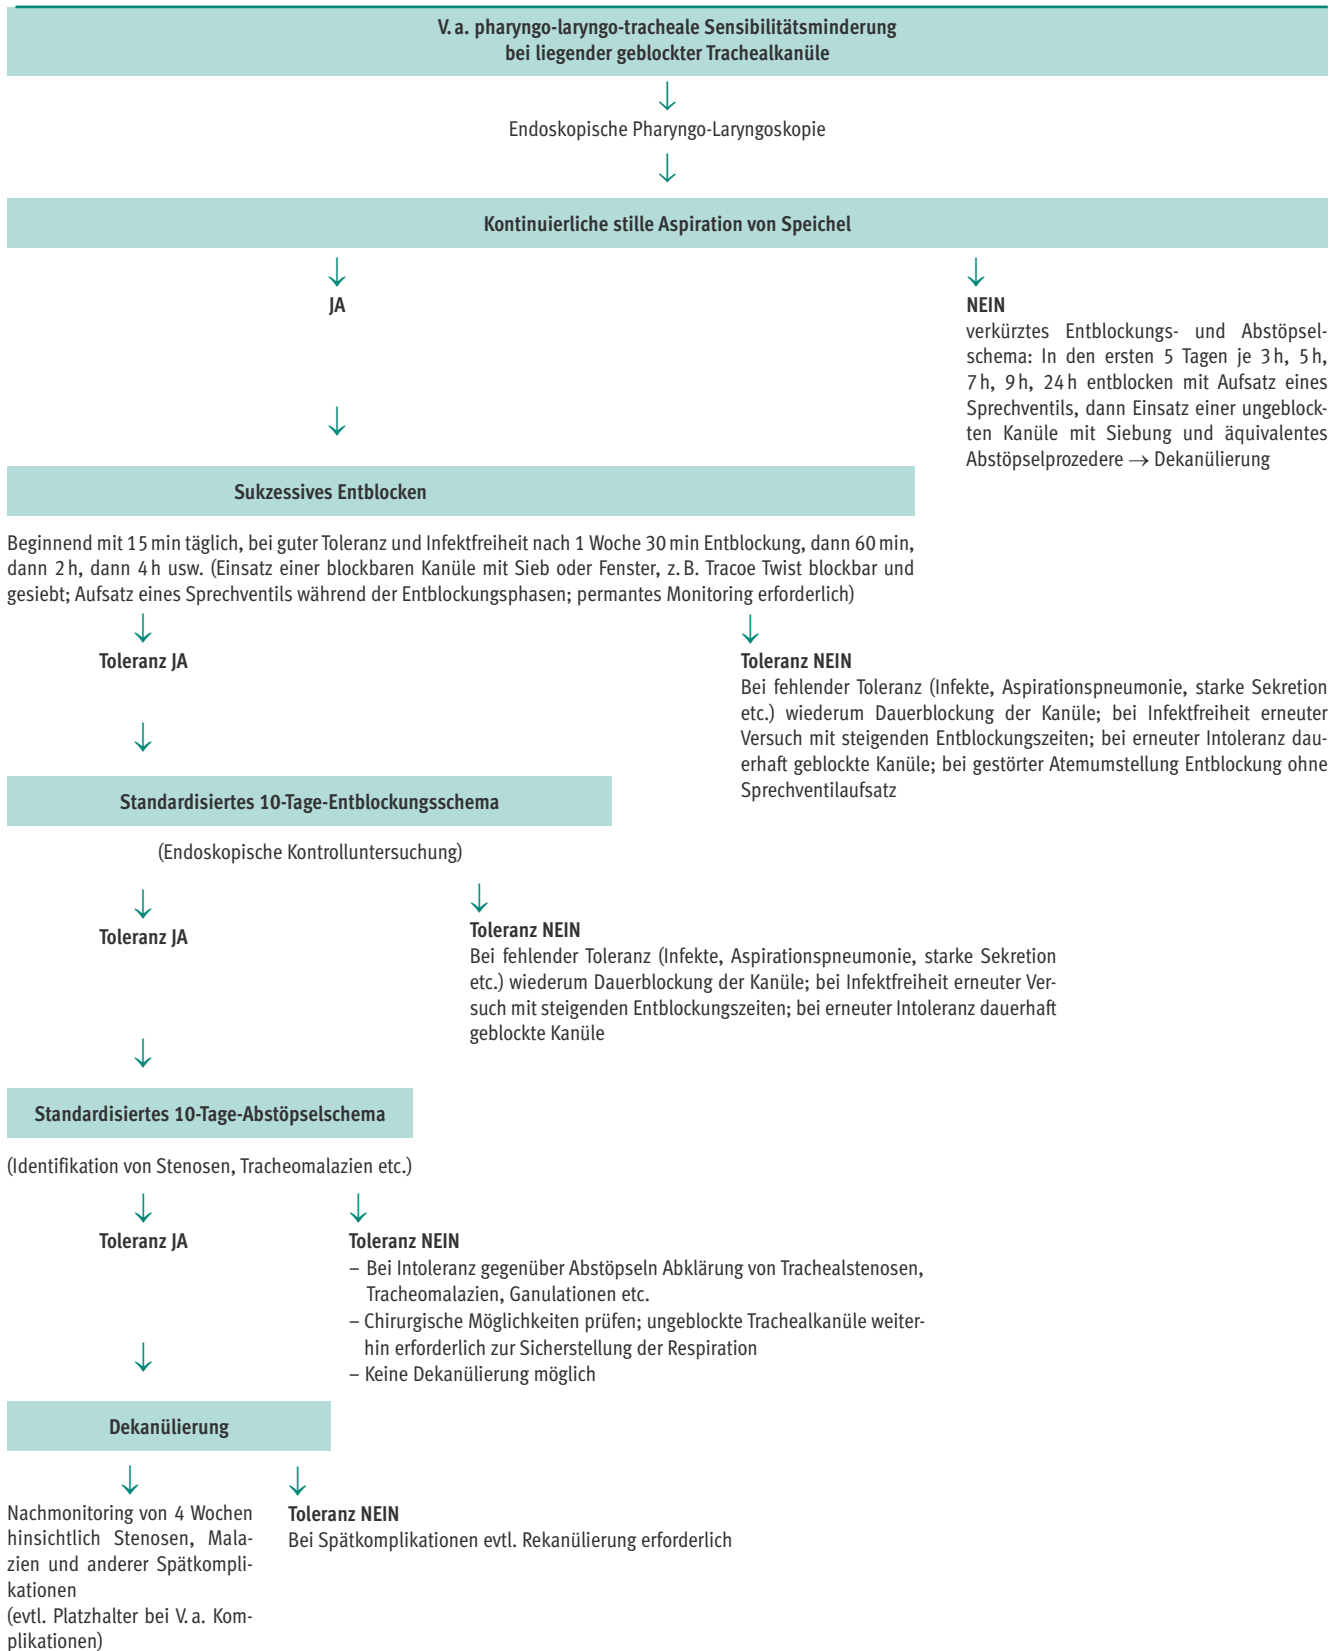 V. a. pharyngo-laryngo-tracheale Sensibilitätsminderung
bei liegender geblockter Trachealkanüle
↓
Endoskopische Pharyngo-Laryngoskopie
↓
Kontinuierliche stille Aspiration von Speichel
↓ ↓
JA
NEIN
verkürztes Entblockungs- und Abstöpsel-
schema: In den ersten 5 Tagen je 3 h, 5 h,
7 h, 9 h, 24 h entblocken mit Aufsatz eines
Sprechventils, dann Einsatz einer ungeblock-
ten Kanüle mit Siebung und äquivalentes
Abstöpselprozedere → Dekanülierung
↓
Sukzessives Entblocken
Beginnend mit 15 min täglich, bei guter Toleranz und Infektfreiheit nach 1 Woche 30 min Entblockung, dann 60 min,
dann 2 h, dann 4 h usw. (Einsatz einer blockbaren Kanüle mit Sieb oder Fenster, z. B. Tracoe Twist blockbar und
gesiebt; Aufsatz eines Sprechventils während der Entblockungsphasen; permantes Monitoring erforderlich)
↓ ↓
Toleranz JA
Toleranz NEIN
Bei fehlender Toleranz (Infekte, Aspirationspneumonie, starke Sekretion
etc.) wiederum Dauerblockung der Kanüle; bei Infektfreiheit erneuter
Versuch mit steigenden Entblockungszeiten; bei erneuter Intoleranz dau-
erhaft geblockte Kanüle; bei gestörter Atemumstellung Entblockung ohne
Sprechventilaufsatz
↓
Standardisiertes 10-Tage-Entblockungsschema
(Endoskopische Kontrolluntersuchung)
↓ ↓
Toleranz JA
Toleranz NEIN
Bei fehlender Toleranz (Infekte, Aspirationspneumonie, starke Sekretion
etc.) wiederum Dauerblockung der Kanüle; bei Infektfreiheit erneuter Ver-
such mit steigenden Entblockungszeiten; bei erneuter Intoleranz dauerhaft
geblockte Kanüle
↓
Standardisiertes 10-Tage-Abstöpselschema
(Identifikation von Stenosen, Tracheomalazien etc.)
↓ ↓
Toleranz JA
Toleranz NEIN
– Bei Intoleranz gegenüber Abstöpseln Abklärung von Trachealstenosen,
Tracheomalazien, Ganulationen etc.
– Chirurgische Möglichkeiten prüfen; ungeblockte Trachealkanüle weiter-
hin erforderlich zur Sicherstellung der Respiration
– Keine Dekanülierung möglich
↓
Dekanülierung
↓ ↓
Nachmonitoring von 4 Wochen
hinsichtlich Stenosen, Mala-
zien und anderer Spätkompli-
kationen
(evtl. Platzhalter bei V. a. Kom-
plikationen)
Toleranz NEIN
Bei Spätkomplikationen evtl. Rekanülierung erforderlich